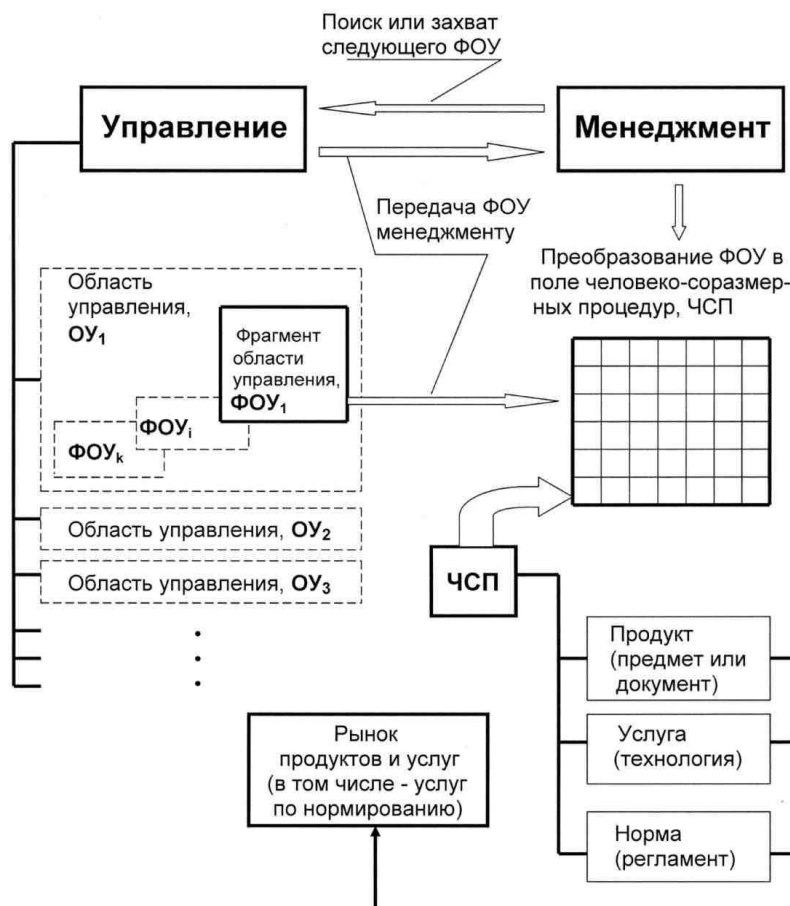 Поиск или захват
следующего ФОУ
Управление
Менеджмент
Передача ФОУ
менеджменту
Преобразование ФОУ в
поле человеко-соразмер-
ных процедур, ЧСП
Область
управления,
ОУ1
Фрагмент
области
управления,
ФОУ1
ФОУi
ФОУk
Область управления, ОУ2
Область управления, ОУ3
ЧСП
Продукт
(предмет или
документ)
Услуга
(технология)
Норма
(регламент)
Рынок
продуктов и услуг
(в том числе - услуг
по нормированию)